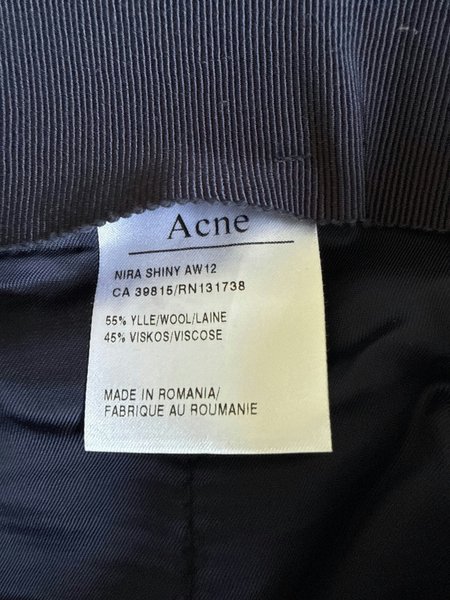 Acne
NIRA SHINY AW12
CA 39815/RN131738
55% YLLE/WOOL/LAINE
45% VISKOS/VISCOSE
MADE IN ROMANIA/
FABRIQUE AU ROUMANIE